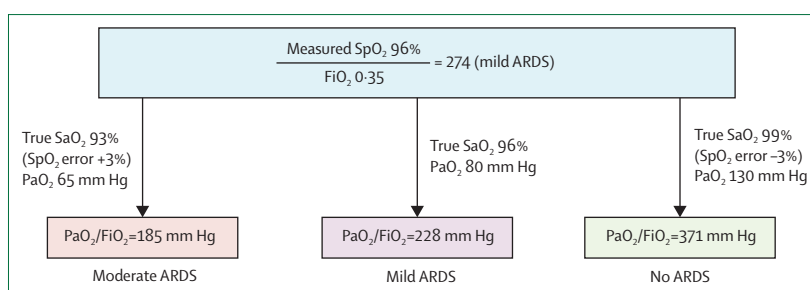 Measured SpO₂ 96%
FiO₂ 0·35
= 274 (mild ARDS)
True SaO₂ 93%
(SpO₂ error +3%)
PaO₂ 65 mm Hg
True SaO₂ 96%
PaO₂ 80 mm Hg
True SaO₂ 99%
(SpO₂ error –3%)
PaO₂ 130 mm Hg
PaO₂/FiO₂=185 mm Hg
PaO₂/FiO₂=228 mm Hg
PaO₂/FiO₂=371 mm Hg
Moderate ARDS
Mild ARDS
No ARDS